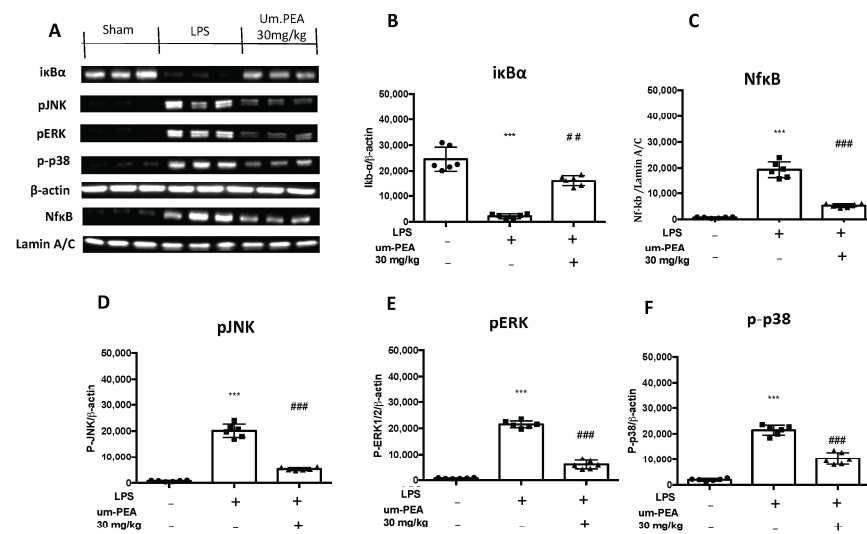 A
Sham
LPS
Um.PEA
30mg/kg
iκBα
pJNK
pERK
p-p38
β-actin
NfκB
Lamin A/C
B
iκBα
Ikb-α/β-actin
50,000
40,000
30,000
20,000
10,000
0
***
# #
LPS – + +
um-PEA
30 mg/kg – – +
C
NfκB
Nf-kb /Lamin A/C
50,000
40,000
30,000
20,000
10,000
0
***
###
LPS – + +
um-PEA
30 mg/kg – – +
D
pJNK
P-JNK/β-actin
50,000
40,000
30,000
20,000
10,000
0
***
###
LPS – + +
um-PEA
30 mg/kg – – +
E
pERK
P-ERK1/2/β-actin
50,000
40,000
30,000
20,000
10,000
0
***
###
LPS – + +
um-PEA
30 mg/kg – – +
F
p-p38
P-p38/β-actin
50,000
40,000
30,000
20,000
10,000
0
***
###
LPS – + +
um-PEA
30 mg/kg – – +